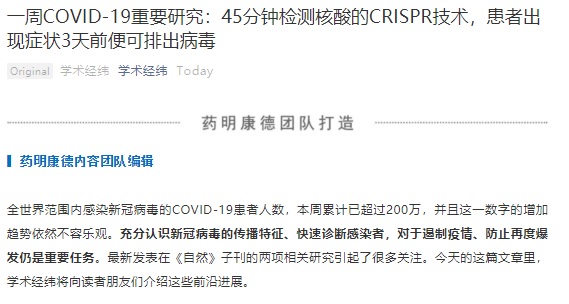 一周COVID-19重要研究：45分钟检测核酸的CRISPR技术，患者出
现症状3天前便可排出病毒
Original 学术经纬 学术经纬 Today
药明康德团队打造
药明康德内容团队编辑
全世界范围内感染新冠病毒的COVID-19患者人数，本周累计已超过200万，并且这一数字的增加
趋势依然不容乐观。充分认识新冠病毒的传播特征、快速诊断感染者，对于遏制疫情、防止再度爆
发仍是重要任务。最新发表在《自然》子刊的两项相关研究引起了很多关注。今天的这篇文章里，
学术经纬将向读者朋友们介绍这些前沿进展。